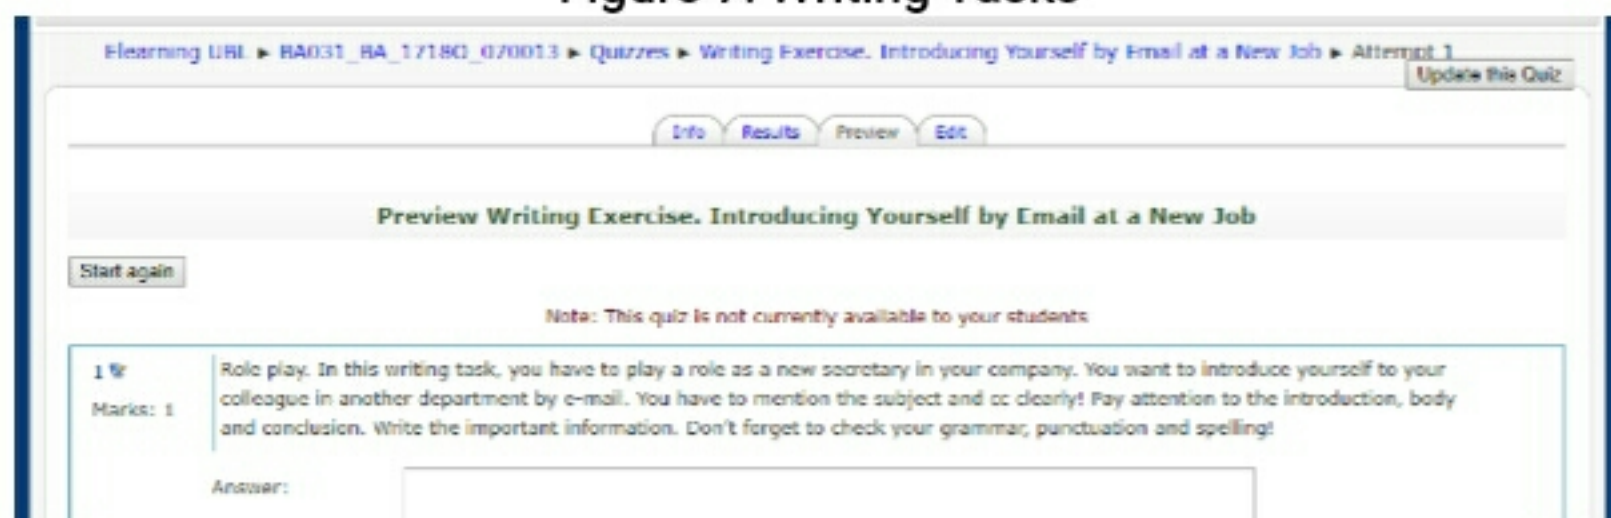 Elearning UBL ► BA031_BA_1718G_070013 ► Quizzes ► Writing Exercise. Introducing Yourself by Email at a New Job ► Attempt 1
Update this Quiz
Info Results Preview Edit
Preview Writing Exercise. Introducing Yourself by Email at a New Job
Start again
Note: This quiz is not currently available to your students
1
Marks: 1
Role play. In this writing task, you have to play a role as a new secretary in your company. You want to introduce yourself to your
colleague in another department by e-mail. You have to mention the subject and cc clearly! Pay attention to the introduction, body
and conclusion. Write the important information. Don't forget to check your grammar, punctuation and spelling!
Answer: